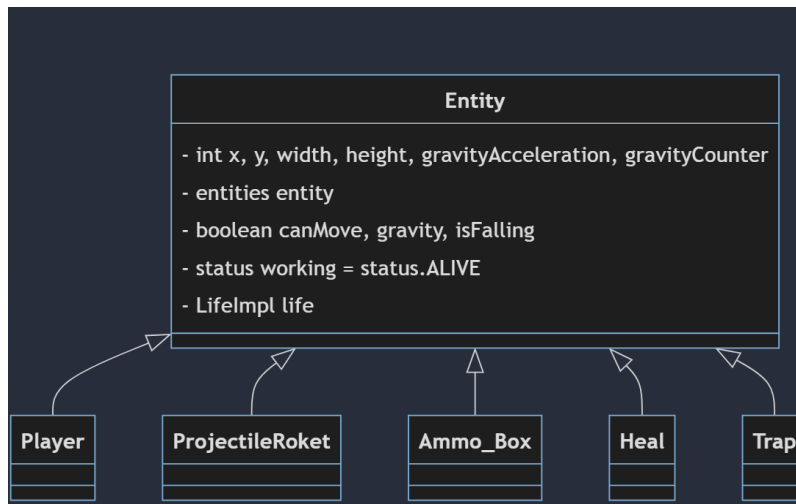 Entity
- int x, y, width, height, gravityAcceleration, gravityCounter
- entities entity
- boolean canMove, gravity, isFalling
- status working = status.ALIVE
- LifeImpl life
Player
ProjectileRoket
Ammo_Box
Heal
Trap